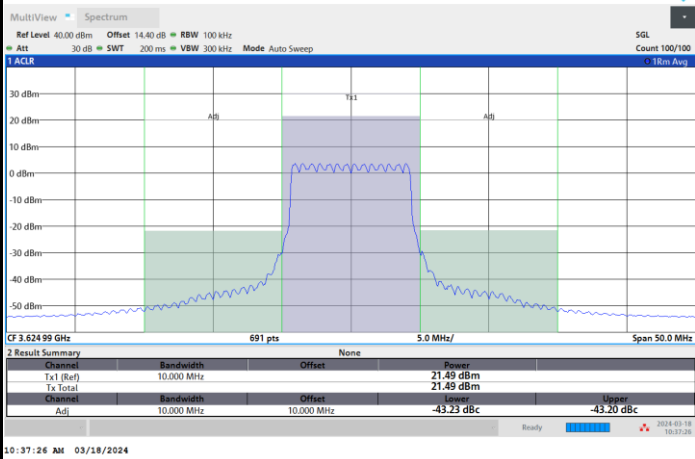 MultiView Spectrum
Ref Level 40.00 dBm Offset 14.40 dB RBW 100 kHz SGL
Att 30 dB SWT 200 ms VBW 300 kHz Mode Auto Sweep Count 100/100
1 ACLR 1Rm Avg
30 dBm
Tx1
20 dBm
Adj Adj
10 dBm
0 dBm
-10 dBm
-20 dBm
-30 dBm
-40 dBm
-50 dBm
CF 3.624 99 GHz 691 pts 5.0 MHz/ Span 50.0 MHz
2 Result Summary None
Channel Bandwidth Offset Power
Tx1 (Ref) 10.000 MHz 21.49 dBm
Tx Total 21.49 dBm
Channel Bandwidth Offset Lower Upper
Adj 10.000 MHz 10.000 MHz -43.23 dBc -43.20 dBc
Ready 2024-03-18
10:37:26
10:37:26 AM 03/18/2024